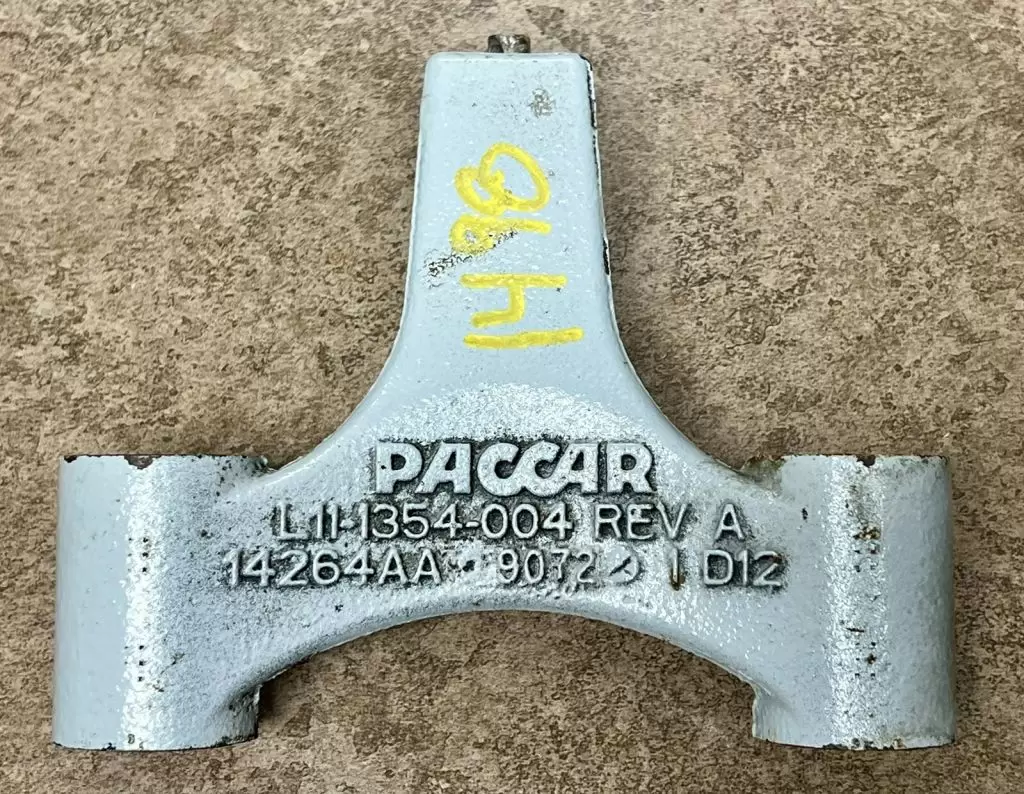 1490
PACCAR
L11-1354-004 REV A
14264AA • 9072 1 D12